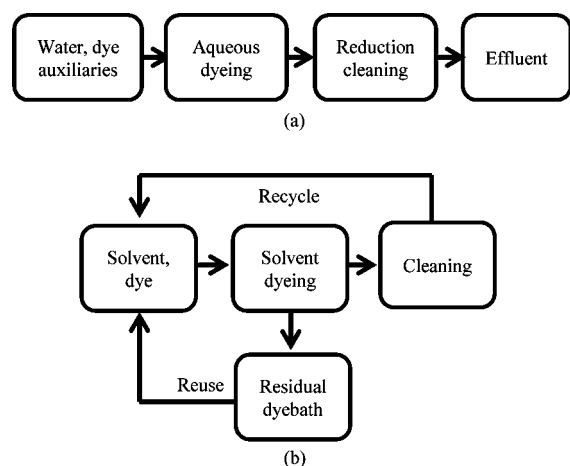 Water, dye
auxiliaries
Aqueous
dyeing
Reduction
cleaning
Effluent
(a)
Recycle
Solvent,
dye
Solvent
dyeing
Cleaning
Reuse
Residual
dyebath
(b)